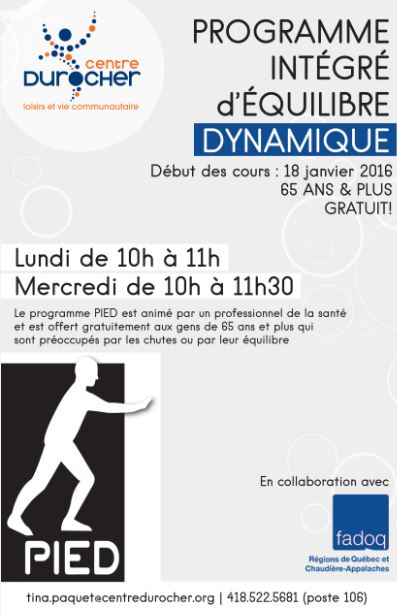 centre
DUROCHER
loisirs et vie communautaire
PROGRAMME
INTÉGRÉ
d'ÉQUILIBRE
DYNAMIQUE
Début des cours : 18 janvier 2016
65 ANS & PLUS
GRATUIT!
Lundi de 10h à 11h
Mercredi de 10h à 11h30
Le programme PIED est animé par un professionnel de la santé
et est offert gratuitement aux gens de 65 ans et plus qui
sont préoccupés par les chutes ou par leur équilibre
PIED
En collaboration avec
fadoq
Régions de Québec et
Chaudière-Appalaches
tina.paquet@centredurocher.org | 418.522.5681 (poste 106)